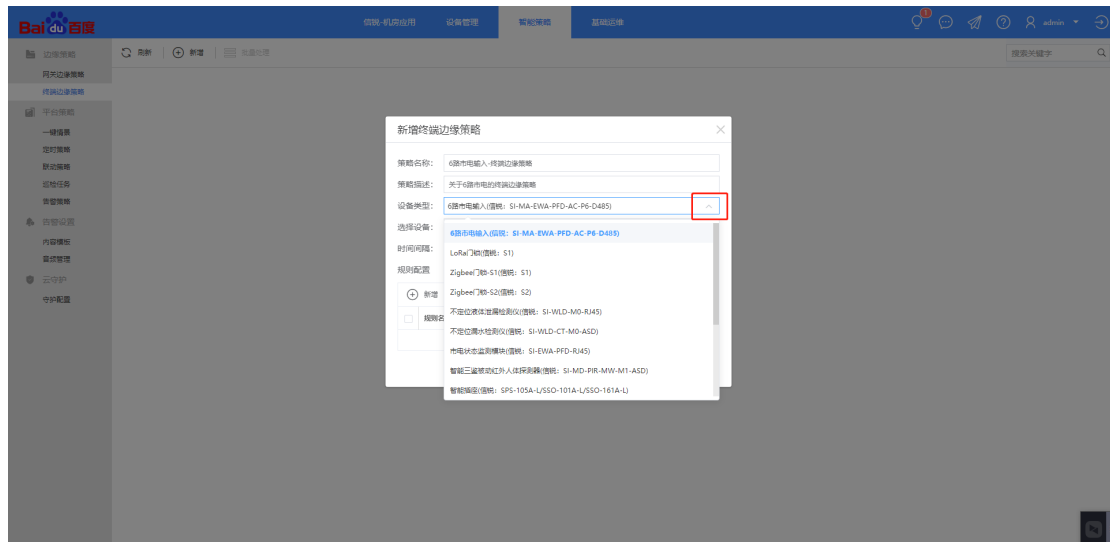 Bai du 百度
信锐-机房应用 设备管理 智能策略 基础运维
1
admin
边缘策略
刷新 新增 批量处理
搜索关键字
网关边缘策略
终端边缘策略
平台策略
一键情景
定时策略
联动策略
巡检任务
告警策略
告警设置
内容模板
音频管理
云守护
守护配置
新增终端边缘策略
策略名称: 6路市电输入-终端边缘策略
策略描述: 关于6路市电的终端边缘策略
设备类型: 6路市电输入(信锐: SI-MA-EWA-PFD-AC-P6-D485)
选择设备:
6路市电输入(信锐: SI-MA-EWA-PFD-AC-P6-D485)
时间间隔:
LoRa门锁(信锐: S1)
规则配置
Zigbee门锁-S1(信锐: S1)
新增
Zigbee门锁-S2(信锐: S2)
规则名
不定位液体泄漏检测仪(信锐: SI-WLD-M0-RJ45)
不定位漏水检测仪(信锐: SI-WLD-CT-M0-ASD)
市电状态监测模块(信锐: SI-EWA-PFD-RJ45)
智能三鉴被动红外人体探测器(信锐: SI-MD-PIR-MW-M1-ASD)
智能插座(信锐: SPS-105A-L/SSO-101A-L/SSO-161A-L)